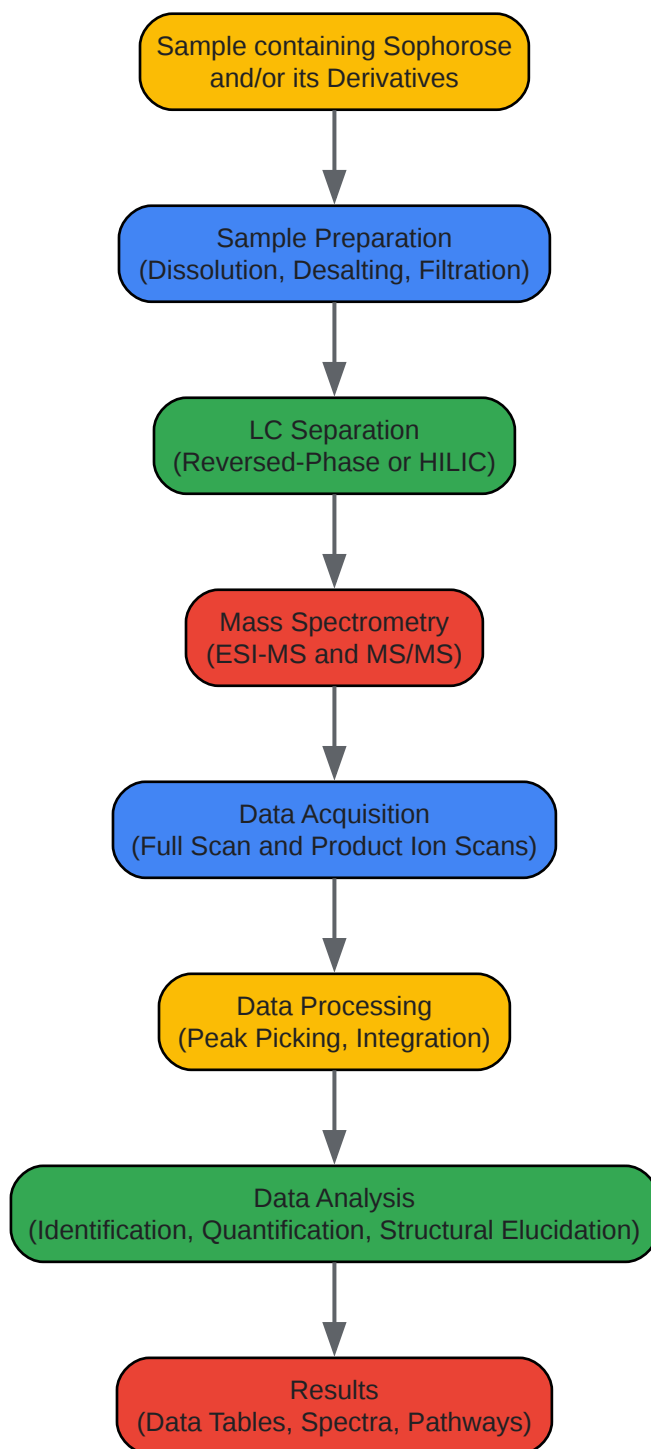 Sample containing Sophorose
and/or its Derivatives
Sample Preparation
(Dissolution, Desalting, Filtration)
LC Separation
(Reversed-Phase or HILIC)
Mass Spectrometry
(ESI-MS and MS/MS)
Data Acquisition
(Full Scan and Product Ion Scans)
Data Processing
(Peak Picking, Integration)
Data Analysis
(Identification, Quantification, Structural Elucidation)
Results
(Data Tables, Spectra, Pathways)